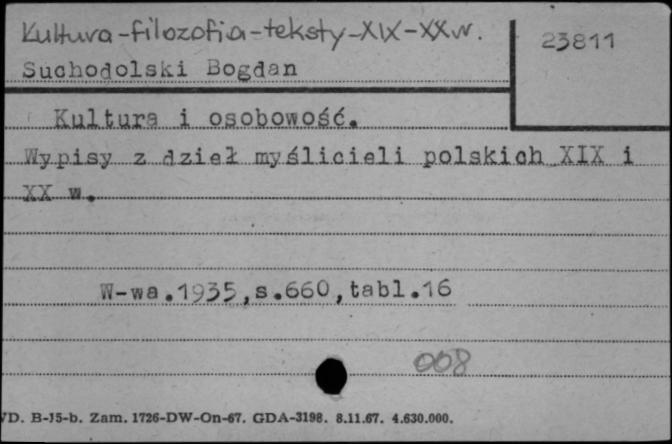 Kultura-filozofia-teksty-XIX-XXw.
23811
Suchodolski Bogdan
Kultura i osobowość.
Wypisy z dzieł myślicieli polskich XIX i
XX w.
W-wa.1935,s.660,tabl.16
008
D. B-15-b. Zam. 1726-DW-On-67. GDA-3198. 8.11.67. 4.630.000.